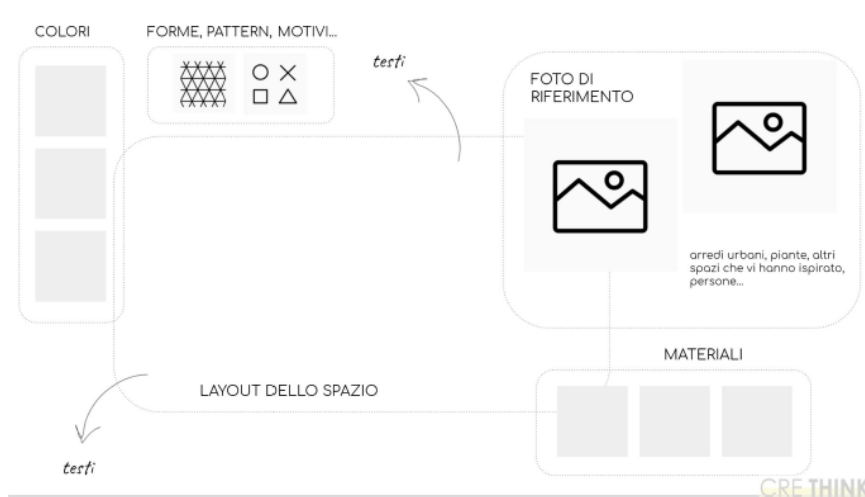 COLORI
FORME, PATTERN, MOTIVI...
testi
FOTO DI
RIFERIMENTO
arredi urbani, piante, altri
spazi che vi hanno ispirato,
persone...
MATERIALI
LAYOUT DELLO SPAZIO
testi
CRE THINK